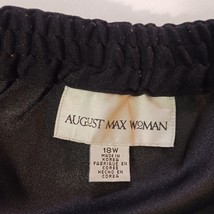 AUGUST MAX WOMAN
18W
MADE IN
KOREA
FABRIQUE EN
COREE
HECHO EN
COREA